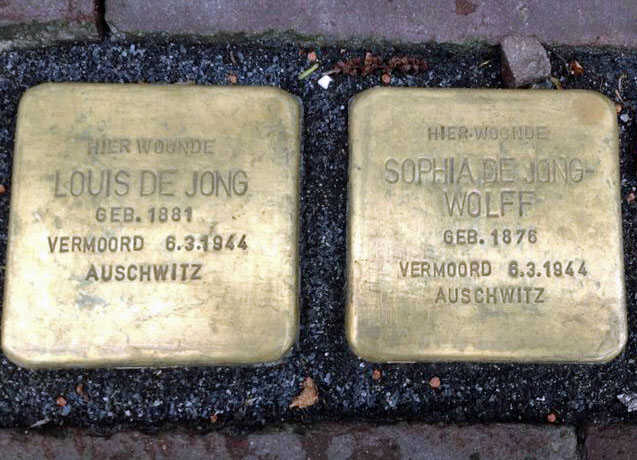 HIER WOONDE
LOUIS DE JONG
GEB. 1881
VERMOORD 6.3.1944
AUSCHWITZ
HIER WOONDE
SOPHIA DE JONG-
WOLFF
GEB. 1876
VERMOORD 6.3.1944
AUSCHWITZ